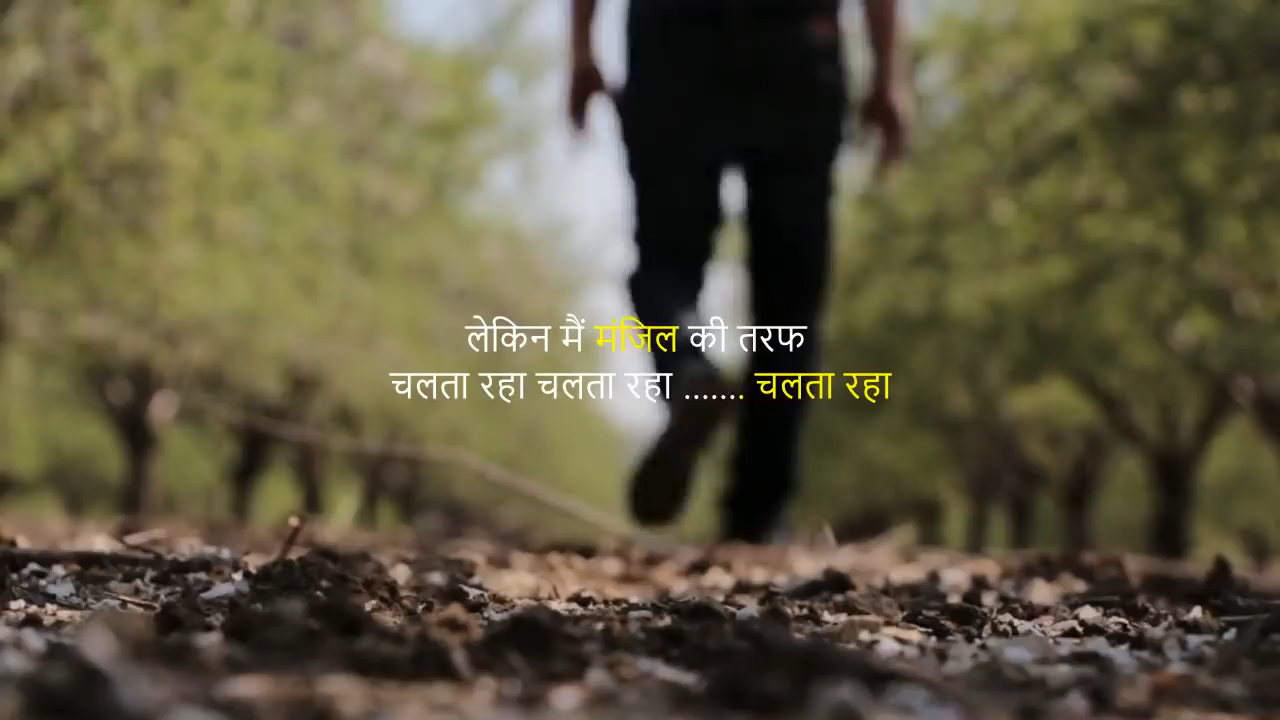 लेकिन मैं मंजिल की तरफ
चलता रहा चलता रहा ....... चलता रहा